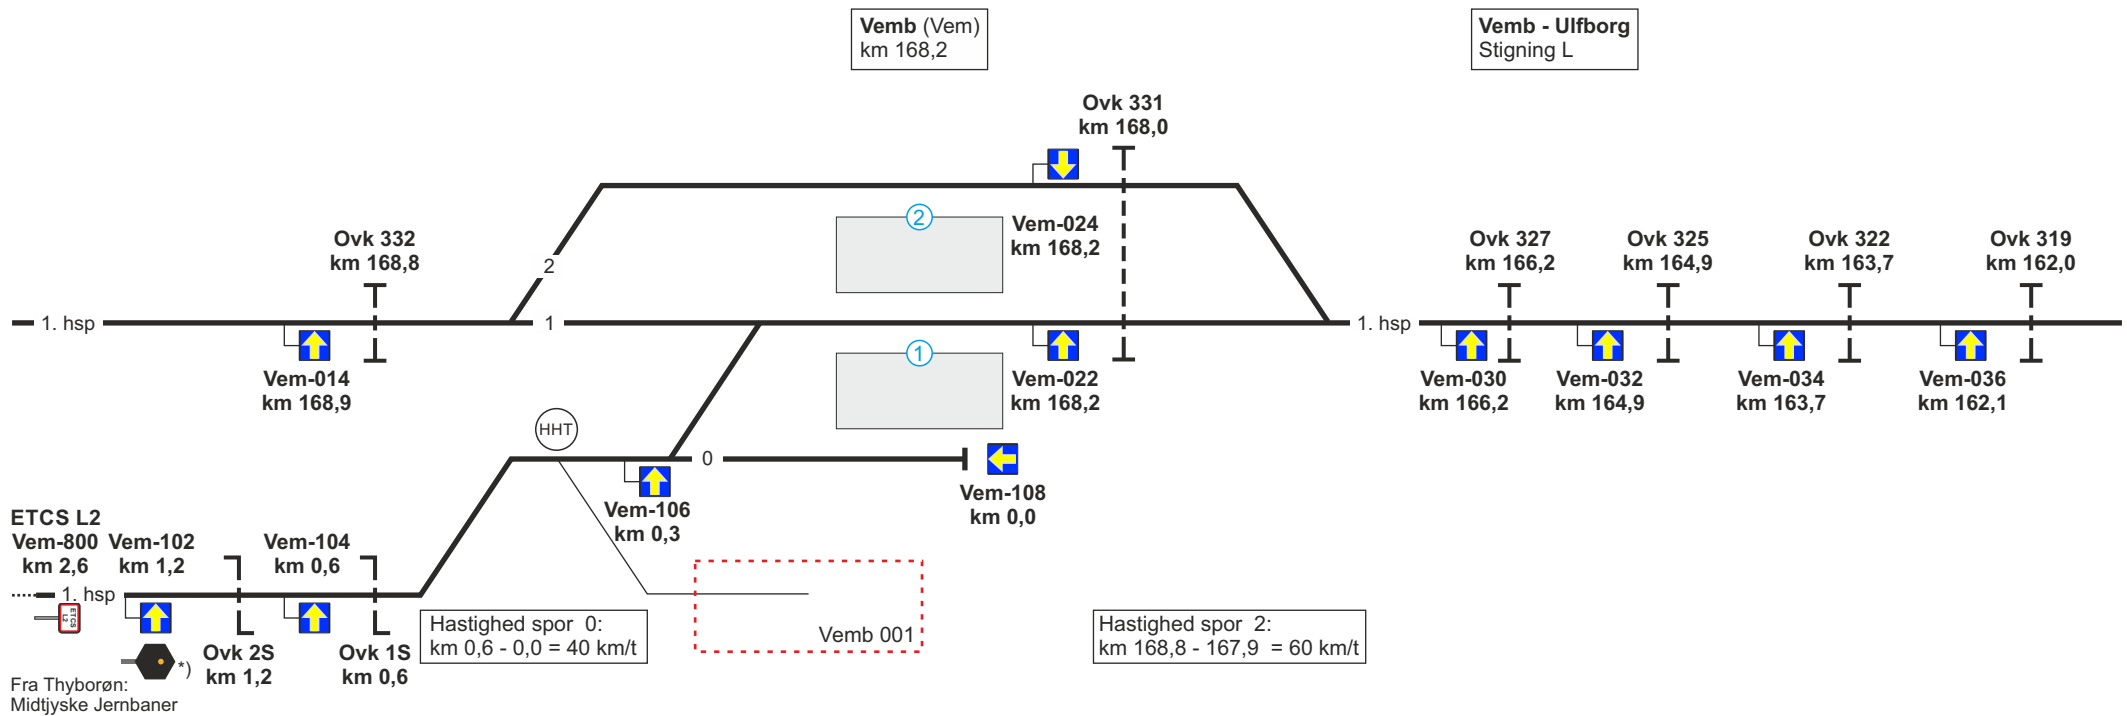 Vemb (Vem)
km 168,2
Vemb - Ulfborg
Stigning L
Ovk 331
km 168,0
Ovk 332
km 168,8
2
Vem-024
km 168,2
2
Ovk 327
km 166,2
Ovk 325
km 164,9
Ovk 322
km 163,7
Ovk 319
km 162,0
1. hsp
1
1. hsp
Vem-014
km 168,9
1
Vem-022
km 168,2
Vem-030
km 166,2
Vem-032
km 164,9
Vem-034
km 163,7
Vem-036
km 162,1
HHT
0
Vem-106
km 0,3
Vem-108
km 0,0
ETCS L2
Vem-800
km 2,6
Vem-102
km 1,2
Vem-104
km 0,6
1. hsp
ETCS
L2
*)
Ovk 2S
km 1,2
Ovk 1S
km 0,6
Hastighed spor 0:
km 0,6 - 0,0 = 40 km/t
Vemb 001
Hastighed spor 2:
km 168,8 - 167,9 = 60 km/t
Fra Thyborøn:
Midtjyske Jernbaner